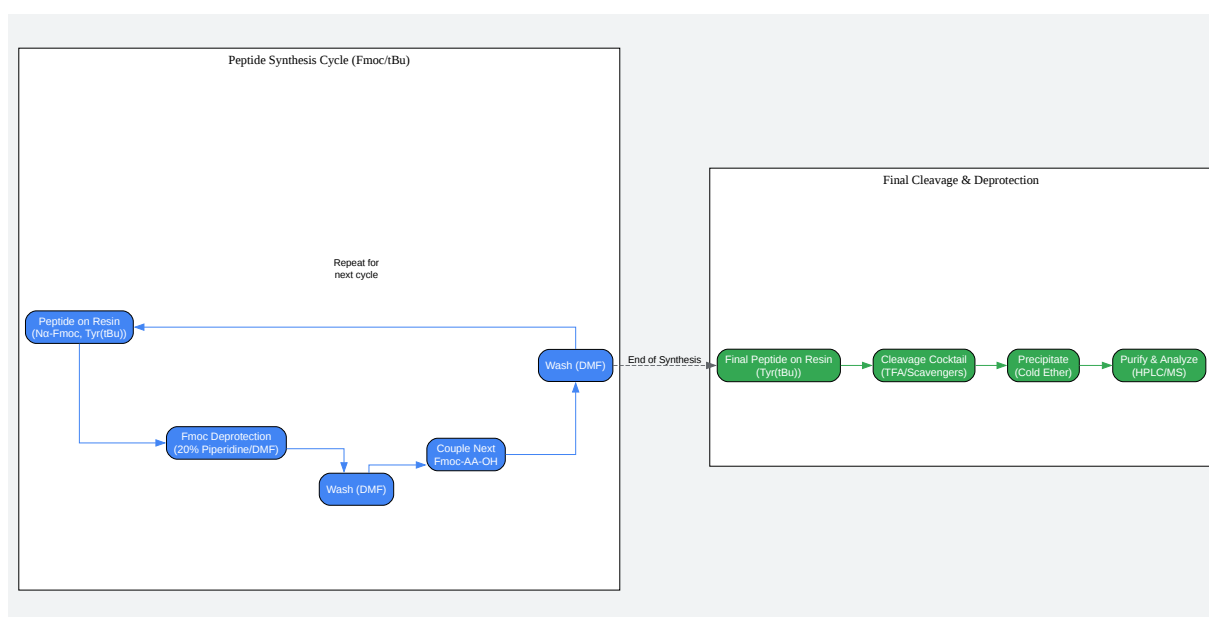 Peptide Synthesis Cycle (Fmoc/tBu)
Repeat for
next cycle
Peptide on Resin
(Nα-Fmoc, Tyr(tBu))
Fmoc Deprotection
(20% Piperidine/DMF)
Wash (DMF)
Couple Next
Fmoc-AA-OH
Wash (DMF)
End of Synthesis
Final Cleavage & Deprotection
Final Peptide on Resin
(Tyr(tBu))
Cleavage Cocktail
(TFA/Scavengers)
Precipitate
(Cold Ether)
Purify & Analyze
(HPLC/MS)